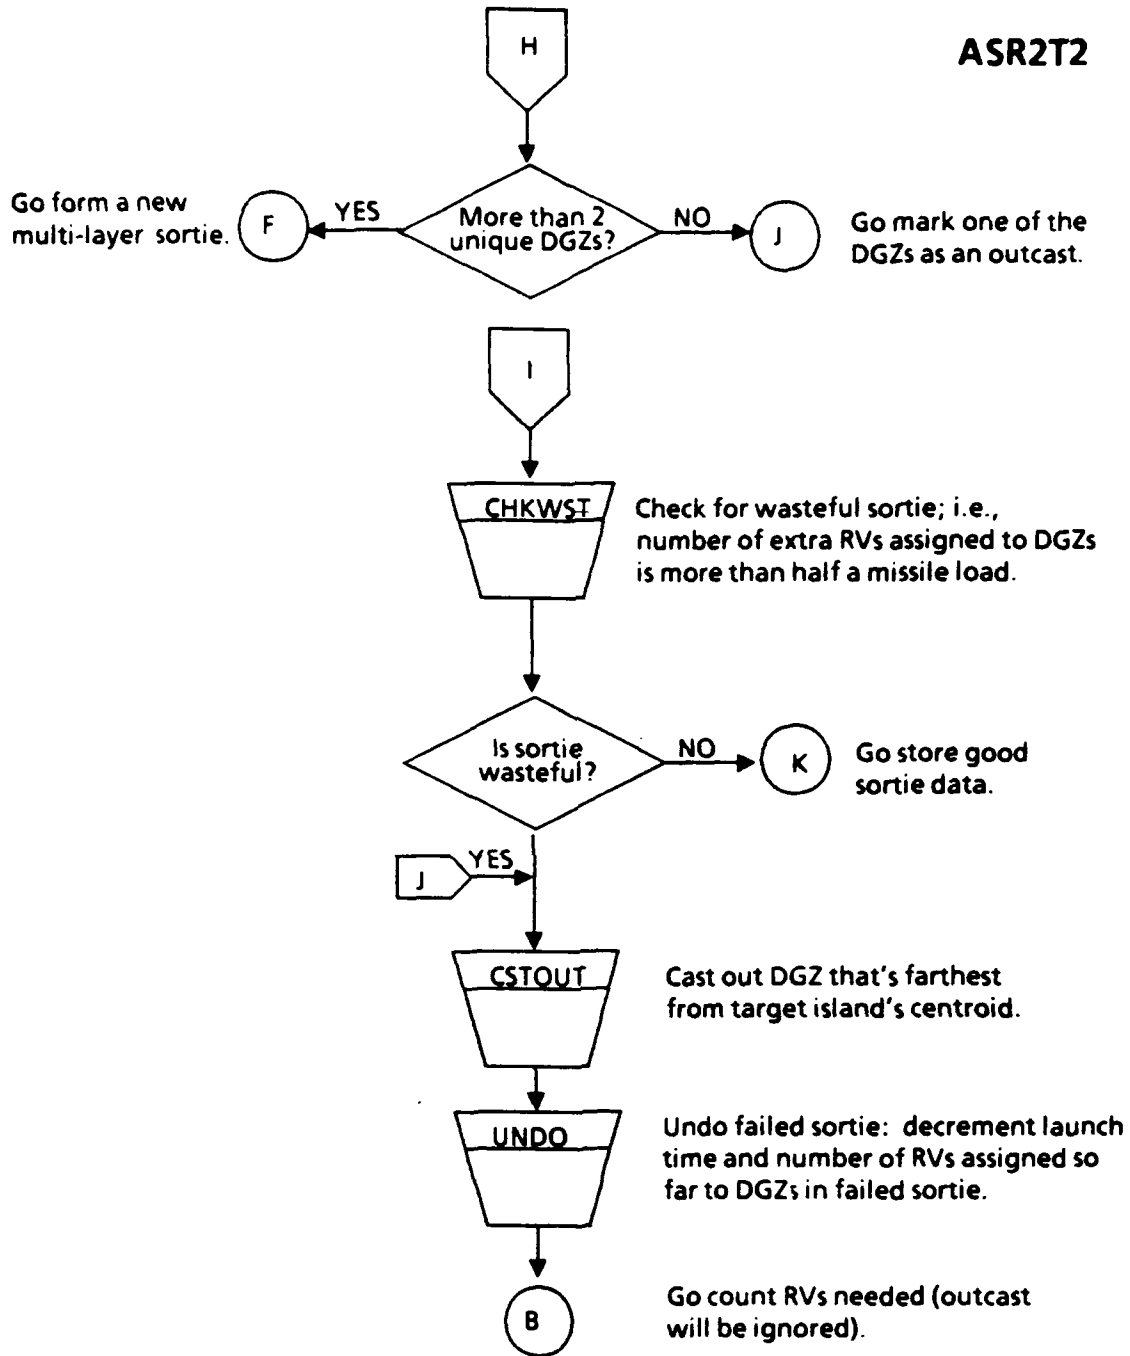 H
ASR2T2
Go form a new
multi-layer sortie.
F
YES
More than 2
unique DGZs?
NO
J
Go mark one of the
DGZs as an outcast.
I
CHKWST
Check for wasteful sortie; i.e.,
number of extra RVs assigned to DGZs
is more than half a missile load.
Is sortie
wasteful?
NO
K
Go store good
sortie data.
J
YES
CSTOUT
Cast out DGZ that's farthest
from target island's centroid.
UNDO
Undo failed sortie: decrement launch
time and number of RVs assigned so
far to DGZs in failed sortie.
B
Go count RVs needed (outcast
will be ignored).